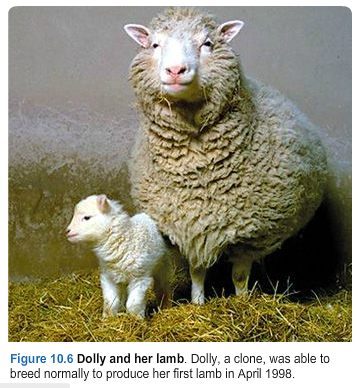 Figure 10.6 Dolly and her lamb. Dolly, a clone, was able to
breed normally to produce her first lamb in April 1998.